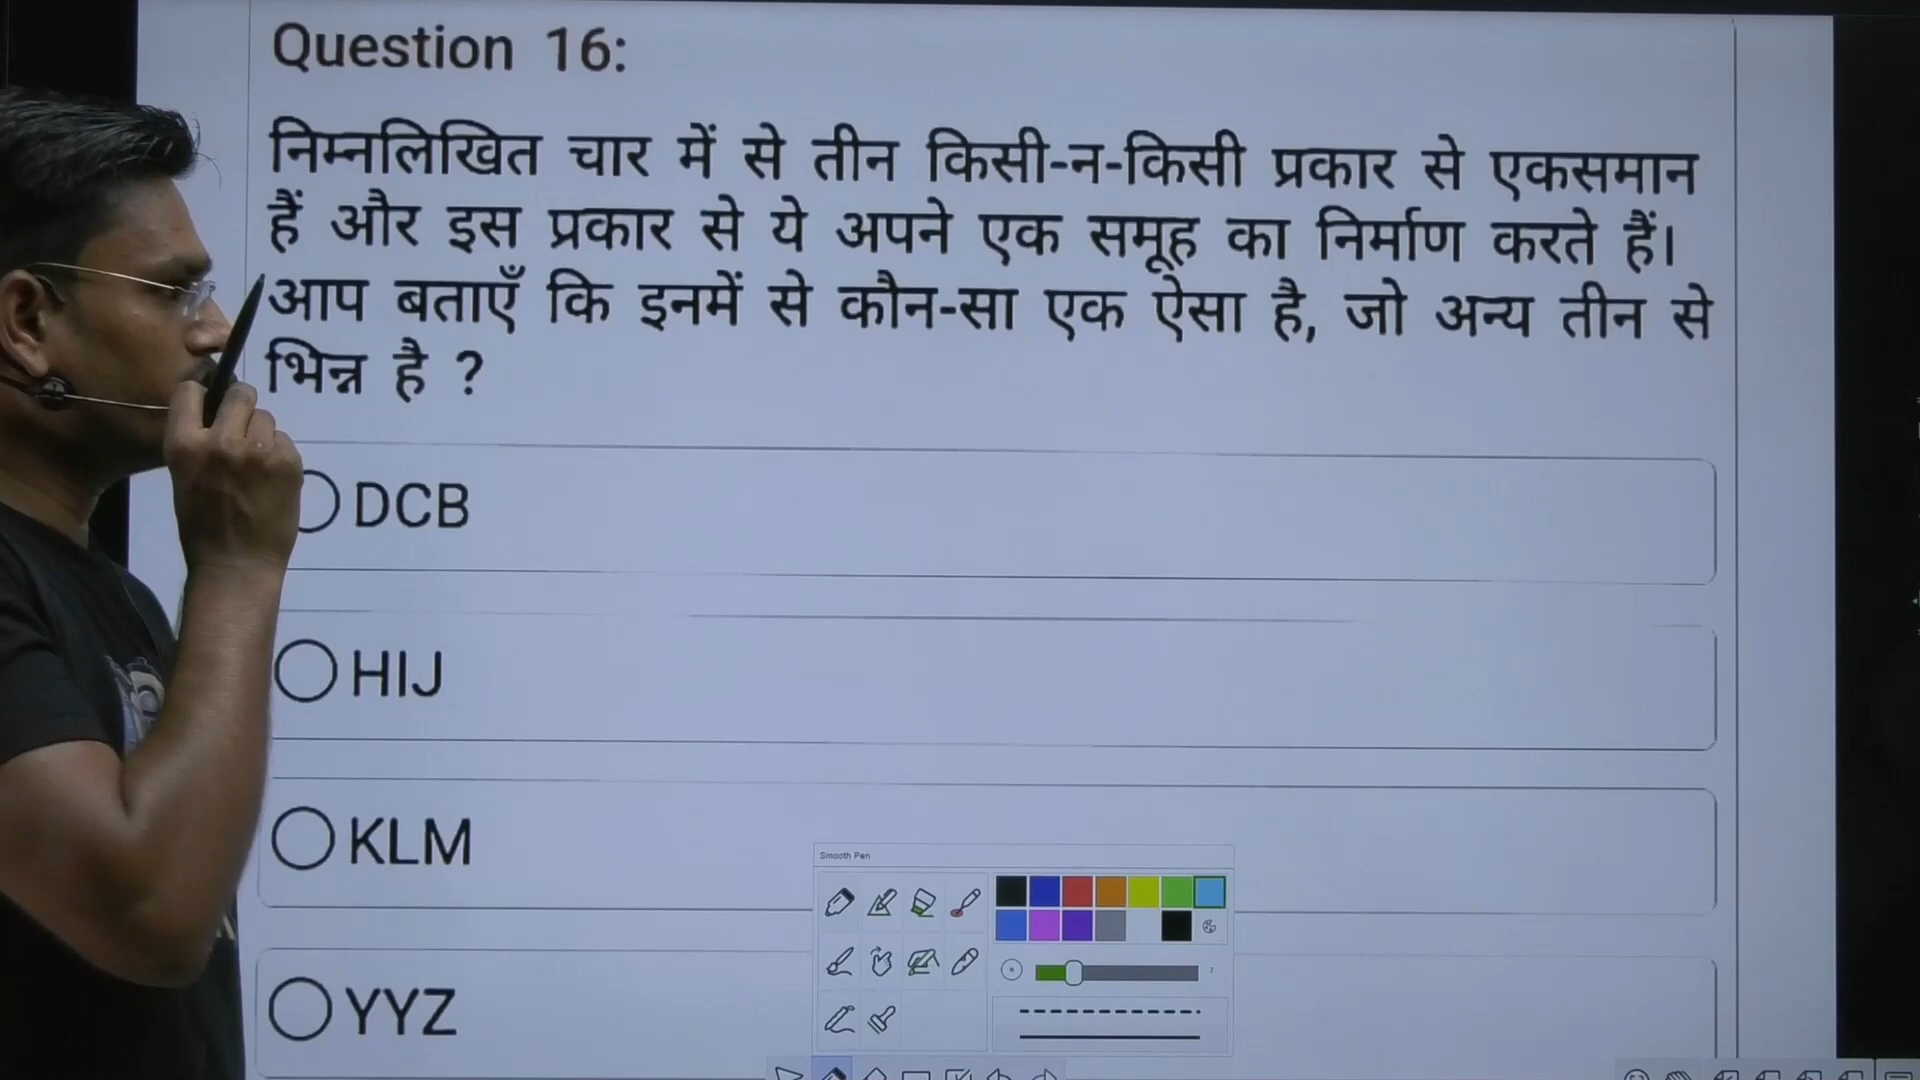 Question 16:
निम्नलिखित चार में से तीन किसी-न-किसी प्रकार से एकसमान
हैं और इस प्रकार से ये अपने एक समूह का निर्माण करते हैं।
आप बताएँ कि इनमें से कौन-सा एक ऐसा है, जो अन्य तीन से
भिन्न है ?
DCB
HIJ
KLM
YYZ
Smooth Pen
7